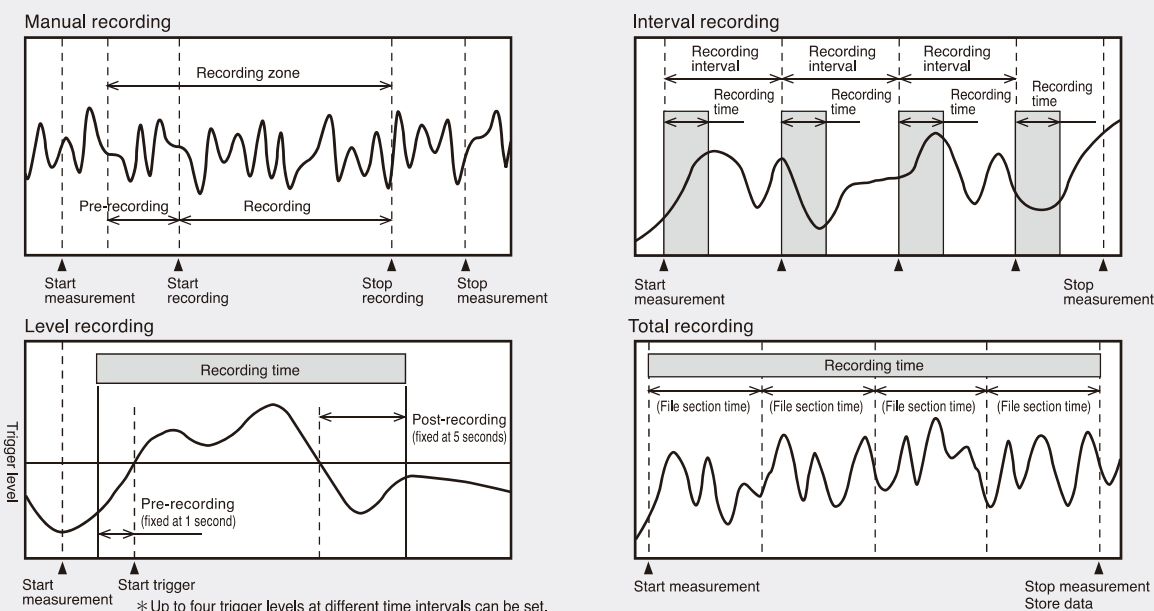 Manual recording
Recording zone
Pre-recording
Recording
Start
measurement
Start
recording
Stop
recording
Stop
measurement
Interval recording
Recording
interval
Recording
interval
Recording
interval
Recording
time
Recording
time
Recording
time
Recording
time
Start
measurement
Stop
measurement
Level recording
Recording time
Trigger level
Post-recording
(fixed at 5 seconds)
Pre-recording
(fixed at 1 second)
Start
measurement
Start trigger
＊Up to four trigger levels at different time intervals can be set.
Total recording
Recording time
(File section time)
(File section time)
(File section time)
(File section time)
Start measurement
Stop measurement
Store data